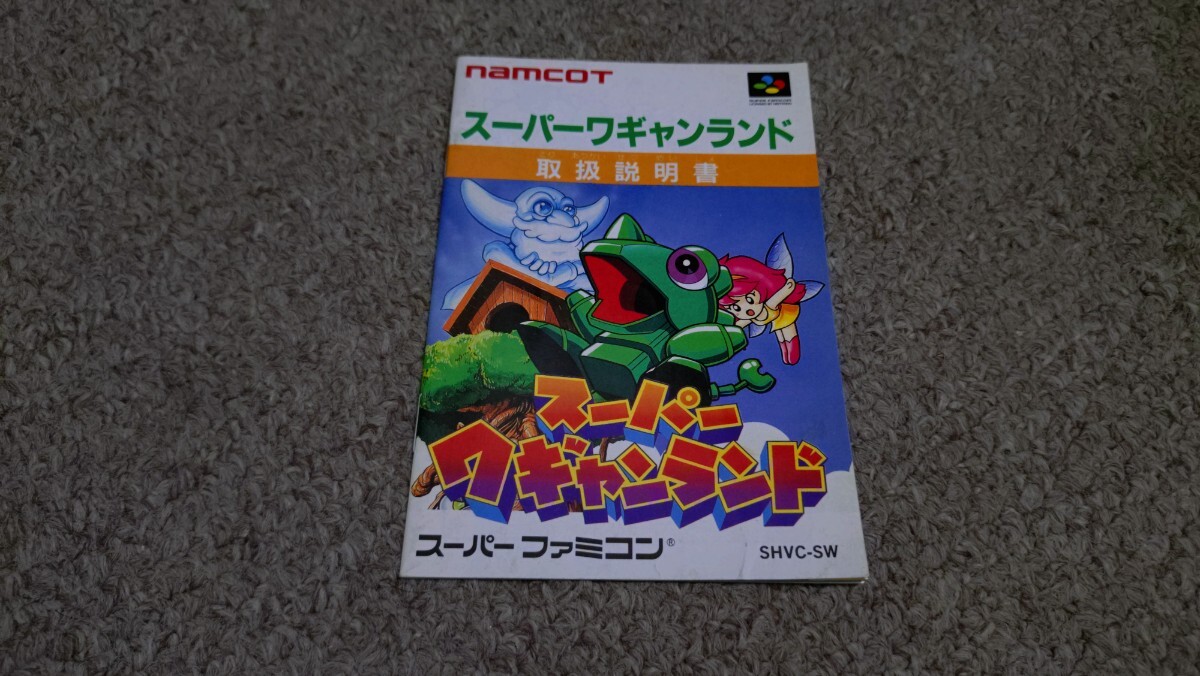 namcoT
スーパーワギャンランド
取扱説明書
スーパー
ワギャンランド
スーパーファミコン®
SHVC-SW